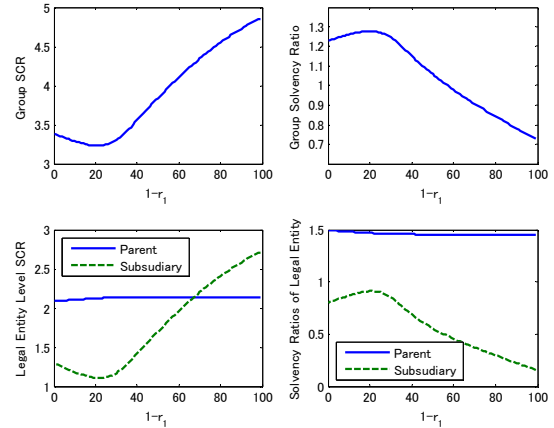 Group SCR
5
4.5
4
3.5
3
0 20 40 60 80 100
1-r1
Group Solvency Ratio
1.3
1.2
1.1
1
0.9
0.8
0.7
0 20 40 60 80 100
1-r1
Legal Entity Level SCR
3
2.5
2
1.5
1
Parent
Subsudiary
0 20 40 60 80 100
1-r1
Solvency Ratios of Legal Entity
1.5
1
0.5
0
Parent
Subsudiary
0 20 40 60 80 100
1-r1